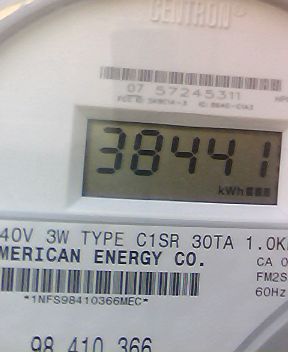 CENTRON®
07 57245311
38441
kWh
40V 3W TYPE C1SR 30TA 1.0K
MERICAN ENERGY CO.
CA 0
FM2S
60Hz
*1NFS98410366MEC*
98 410 366